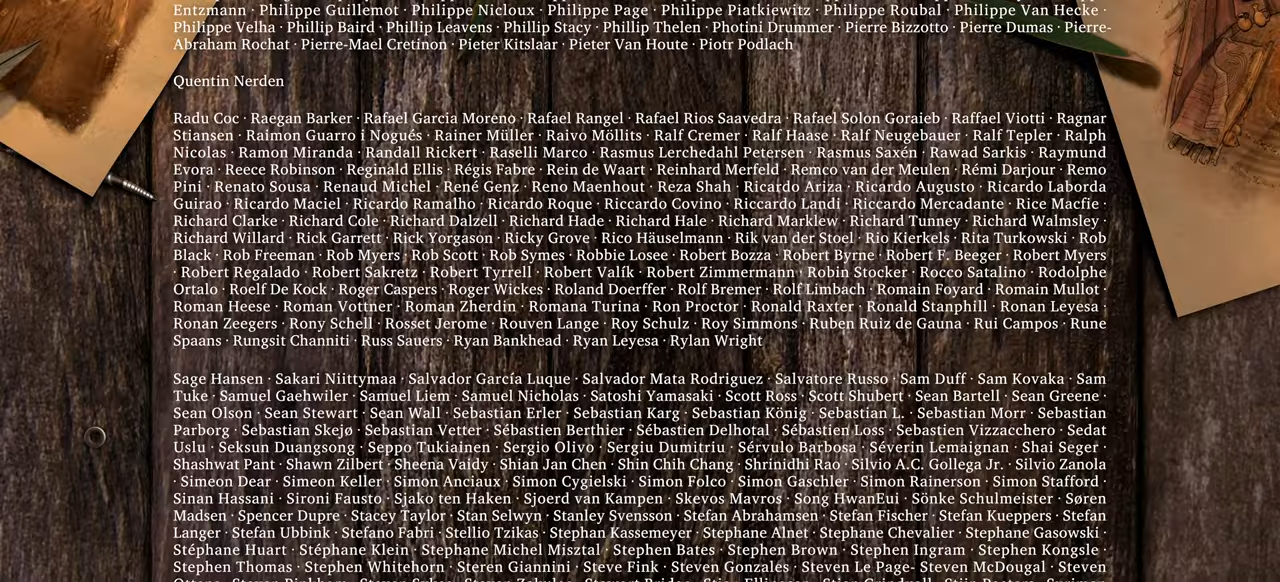 Entzmann · Philippe Guillemot · Philippe Nicloux · Philippe Page · Philippe Piatkiewitz · Philippe Roubal · Philippe Van Hecke ·
Philippe Velha · Phillip Baird · Phillip Leavens · Phillip Stacy · Phillip Thelen · Photini Drummer · Pierre Bizzotto · Pierre Dumas · Pierre-
Abraham Rochat · Pierre-Mael Cretinon · Pieter Kitslaar · Pieter Van Houte · Piotr Podlach
Quentin Nerden
Radu Coc · Raegan Barker · Rafael Garcia Moreno · Rafael Rangel · Rafael Rios Saavedra · Rafael Solon Goraieb · Raffael Viotti · Ragnar
Stiansen · Raimon Guarro i Nogués · Rainer Müller · Raivo Möllits · Ralf Cremer · Ralf Haase · Ralf Neugebauer · Ralf Tepler · Ralph
Nicolas · Ramon Miranda · Randall Rickert · Raselli Marco · Rasmus Lerchedahl Petersen · Rasmus Saxén · Rawad Sarkis · Raymund
Evora · Reece Robinson · Reginald Ellis · Régis Fabre · Rein de Waart · Reinhard Merfeld · Remco van der Meulen · Rémi Darjour · Remo
Pini · Renato Sousa · Renaud Michel · René Genz · Reno Maenhout · Reza Shah · Ricardo Ariza · Ricardo Augusto · Ricardo Laborda
Guirao · Ricardo Maciel · Ricardo Ramalho · Ricardo Roque · Riccardo Covino · Riccardo Landi · Riccardo Mercadante · Rice Macfie ·
Richard Clarke · Richard Cole · Richard Dalzell · Richard Hade · Richard Hale · Richard Marklew · Richard Tunney · Richard Walmsley ·
Richard Willard · Rick Garrett · Rick Yorgason · Ricky Grove · Rico Häuselmann · Rik van der Stoel · Rio Kierkels · Rita Turkowski · Rob
Black · Rob Freeman · Rob Myers · Rob Scott · Rob Symes · Robbie Losee · Robert Bozza · Robert Byrne · Robert F. Beeger · Robert Myers
· Robert Regalado · Robert Sakretz · Robert Tyrrell · Robert Valík · Robert Zimmermann · Robin Stocker · Rocco Satalino · Rodolphe
Ortalo · Roelf De Kock · Roger Caspers · Roger Wickes · Roland Doerffer · Rolf Bremer · Rolf Limbach · Romain Foyard · Romain Mullot ·
Roman Heese · Roman Vottner · Roman Zherdin · Romana Turina · Ron Proctor · Ronald Raxter · Ronald Stanphill · Ronan Leyesa ·
Ronan Zeegers · Rony Schell · Rosset Jerome · Rouven Lange · Roy Schulz · Roy Simmons · Ruben Ruiz de Gauna · Rui Campos · Rune
Spaans · Rungsit Channiti · Russ Sauers · Ryan Bankhead · Ryan Leyesa · Rylan Wright
Sage Hansen · Sakari Niittymaa · Salvador García Luque · Salvador Mata Rodriguez · Salvatore Russo · Sam Duff · Sam Kovaka · Sam
Tuke · Samuel Gaehwiler · Samuel Liem · Samuel Nicholas · Satoshi Yamasaki · Scott Ross · Scott Shubert · Sean Bartell · Sean Greene ·
Sean Olson · Sean Stewart · Sean Wall · Sebastian Erler · Sebastian Karg · Sebastian König · Sebastian L. · Sebastian Morr · Sebastian
Parborg · Sebastian Skejø · Sebastian Vetter · Sébastien Berthier · Sébastien Delhotal · Sébastien Loss · Sebastien Vizzacchero · Sedat
Uslu · Seksun Duangsong · Seppo Tukiainen · Sergio Olivo · Sergiu Dumitriu · Sérvulo Barbosa · Séverin Lemaignan · Shai Seger ·
Shashwat Pant · Shawn Zilbert · Sheena Vaidy · Shian Jan Chen · Shin Chih Chang · Shrinidhi Rao · Silvio A.C. Gollega Jr. · Silvio Zanola
· Simeon Dear · Simeon Keller · Simon Anciaux · Simon Cygielski · Simon Folco · Simon Gaschler · Simon Rainerson · Simon Stafford ·
Sinan Hassani · Sironi Fausto · Sjako ten Haken · Sjoerd van Kampen · Skevos Mavros · Song HwanEui · Sönke Schulmeister · Søren
Madsen · Spencer Dupre · Stacey Taylor · Stan Selwyn · Stanley Svensson · Stefan Abrahamsen · Stefan Fischer · Stefan Kueppers · Stefan
Langer · Stefan Ubbink · Stefano Fabri · Stellio Tzikas · Stephan Kassemeyer · Stephane Alnet · Stephane Chevalier · Stephane Gasowski ·
Stéphane Huart · Stéphane Klein · Stephane Michel Misztal · Stephen Bates · Stephen Brown · Stephen Ingram · Stephen Kongsle ·
Stephen Thomas · Stephen Whitehorn · Steren Giannini · Steve Fink · Steven Gonzales · Steven Le Page- Steven McDougal · Steven